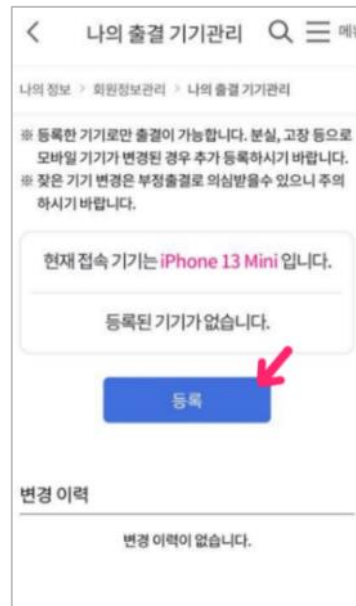 나의 출결 기기관리
나의 정보 > 회원정보관리 > 나의 출결 기기관리
※ 등록한 기기로만 출결이 가능합니다. 분실, 고장 등으로
모바일 기기가 변경된 경우 추가 등록하시기 바랍니다.
※ 잦은 기기 변경은 부정출결로 의심받을수 있으니 주의
하시기 바랍니다.
현재 접속 기기는 iPhone 13 Mini 입니다.
등록된 기기가 없습니다.
등록
변경 이력
변경 이력이 없습니다.